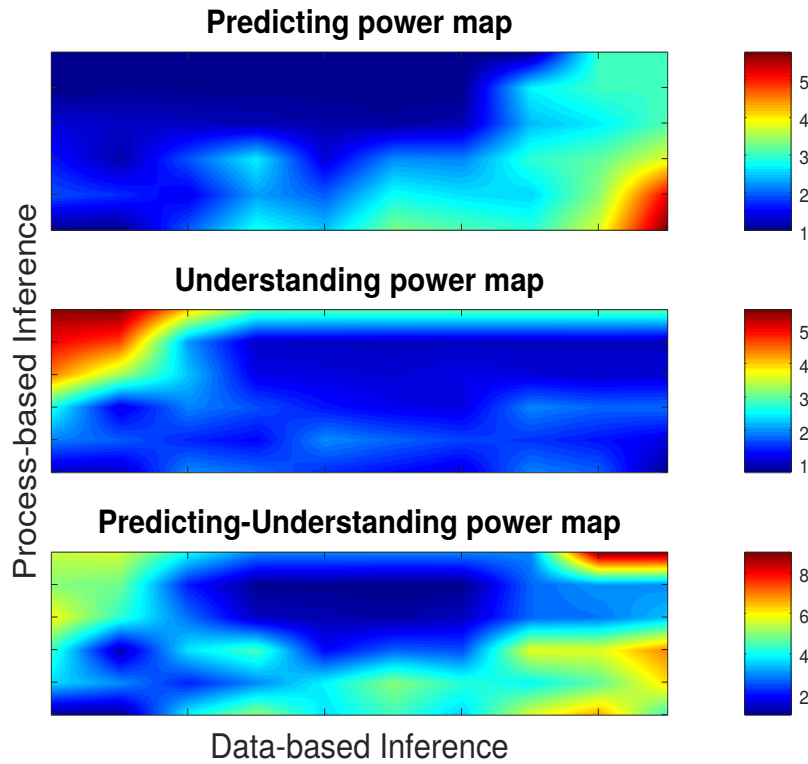 Predicting power map
5
4
3
2
1
Understanding power map
5
4
3
2
1
Predicting-Understanding power map
8
6
4
2
Process-based Inference
Data-based Inference